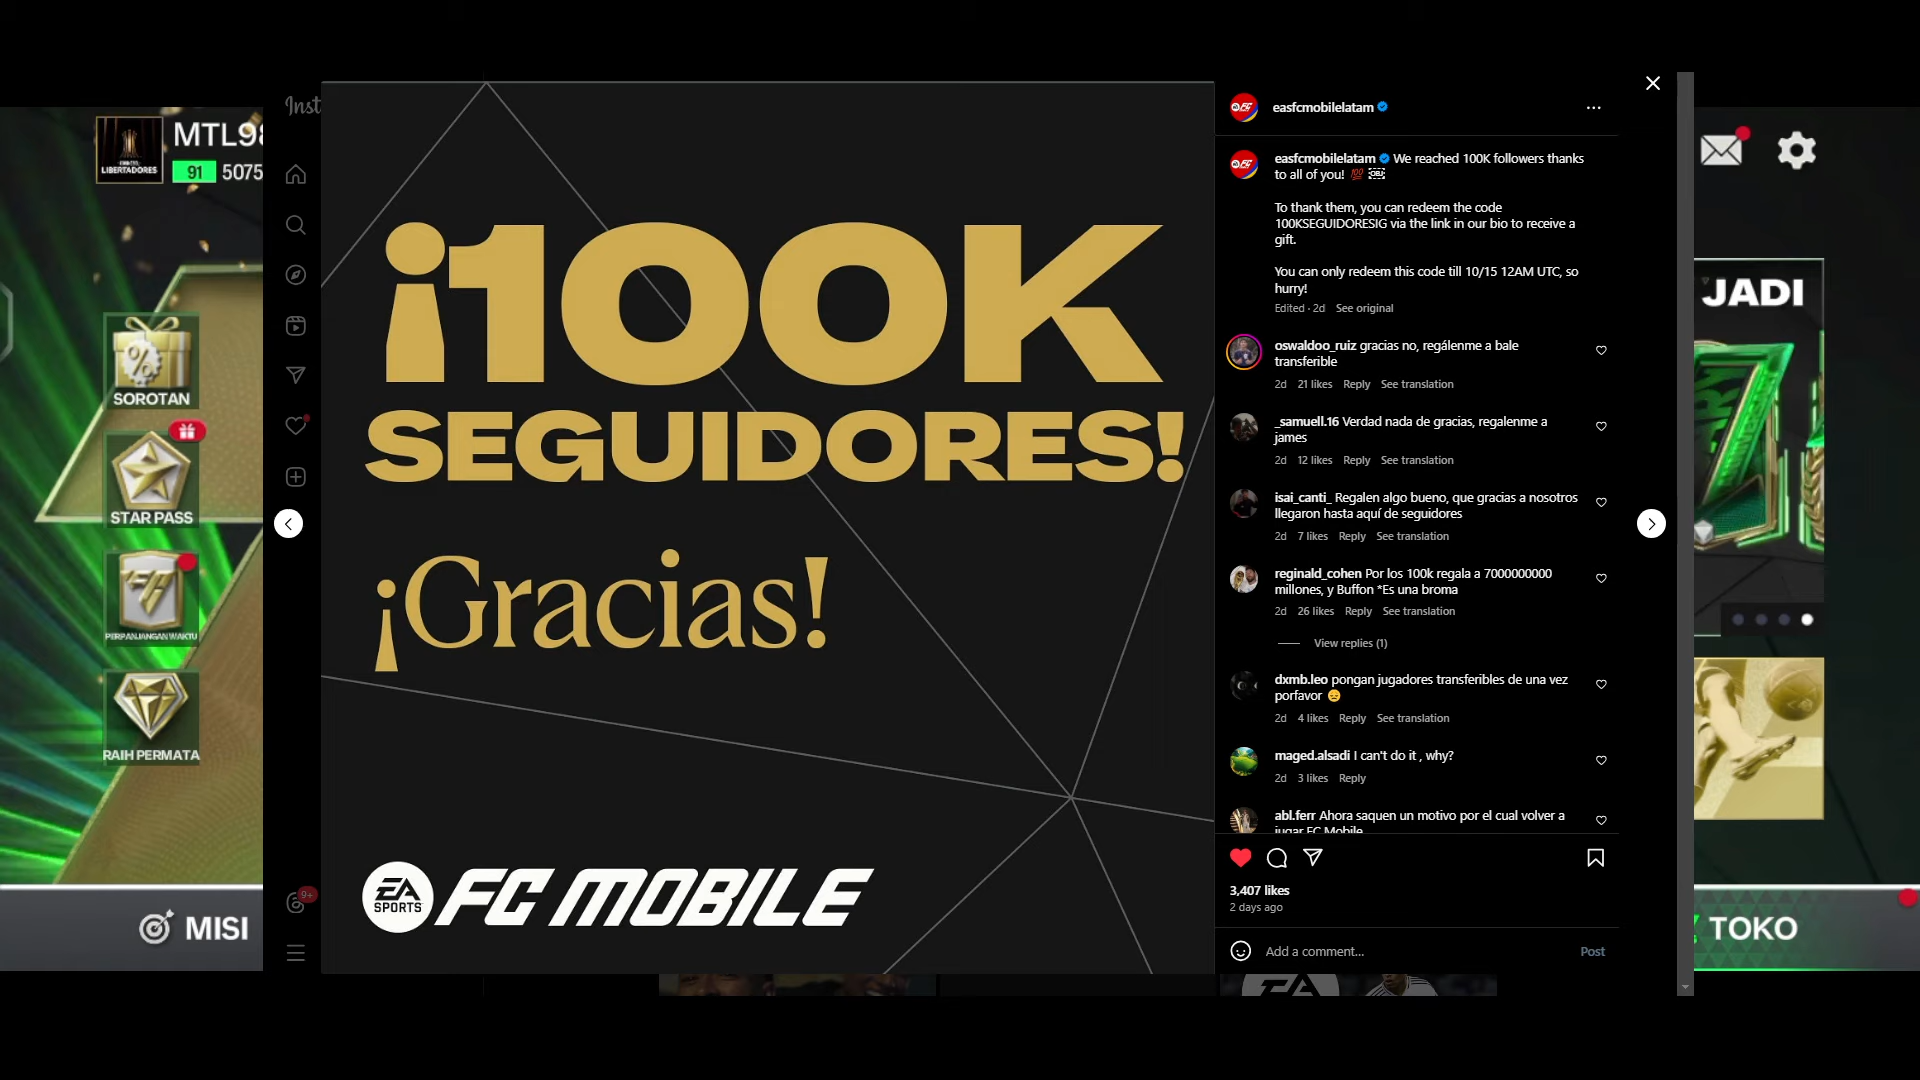 LIBERTADORES
MTL98
91 5075
SOROTAN
STAR PASS
PERPANJANGAN WAKTU
RAIH PERMATA
MISI
Inst
9+
¡100K
SEGUIDORES!
¡Gracias!
EA
SPORTS
FC MOBILE
easfcmobilelatam
easfcmobilelatam We reached 100K followers thanks
to all of you! 💯 OBJ
To thank them, you can redeem the code
100KSEGUIDORESIG via the link in our bio to receive a
gift.
You can only redeem this code till 10/15 12AM UTC, so
hurry!
Edited · 2d See original
oswaldoo_ruiz gracias no, regálenme a bale
transferible
2d 21 likes Reply See translation
_samuell.16 Verdad nada de gracias, regalenme a
james
2d 12 likes Reply See translation
isai_canti_ Regalen algo bueno, que gracias a nosotros
llegaron hasta aquí de seguidores
2d 7 likes Reply See translation
reginald_cohen Por los 100k regala a 7000000000
millones, y Buffon *Es una broma
2d 26 likes Reply See translation
View replies (1)
dxmb.leo pongan jugadores transferibles de una vez
porfavor 😔
2d 4 likes Reply See translation
maged.alsadi I can't do it , why?
2d 3 likes Reply
abl.ferr Ahora saquen un motivo por el cual volver a
jugar FC Mobile
3,407 likes
2 days ago
Add a comment... Post
JADI
TOKO
EA